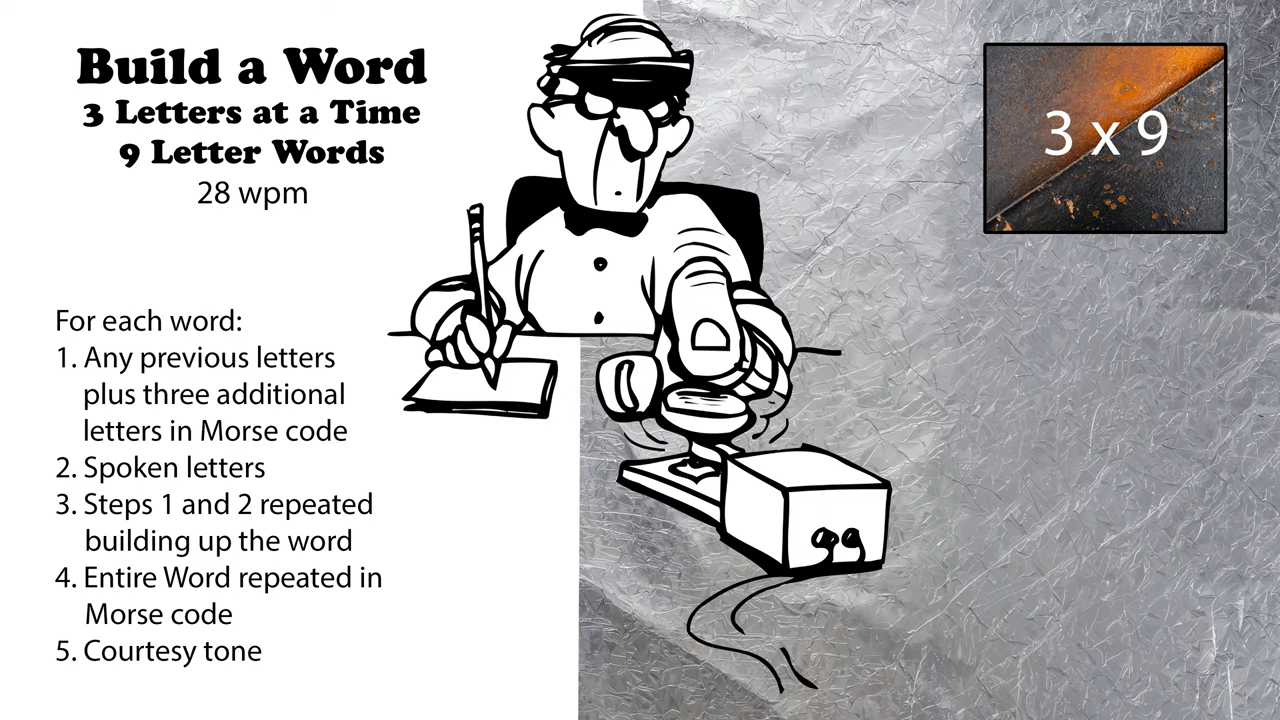 Build a Word
3 Letters at a Time
9 Letter Words
28 wpm
3 x 9
For each word:
1. Any previous letters
plus three additional
letters in Morse code
2. Spoken letters
3. Steps 1 and 2 repeated
building up the word
4. Entire Word repeated in
Morse code
5. Courtesy tone